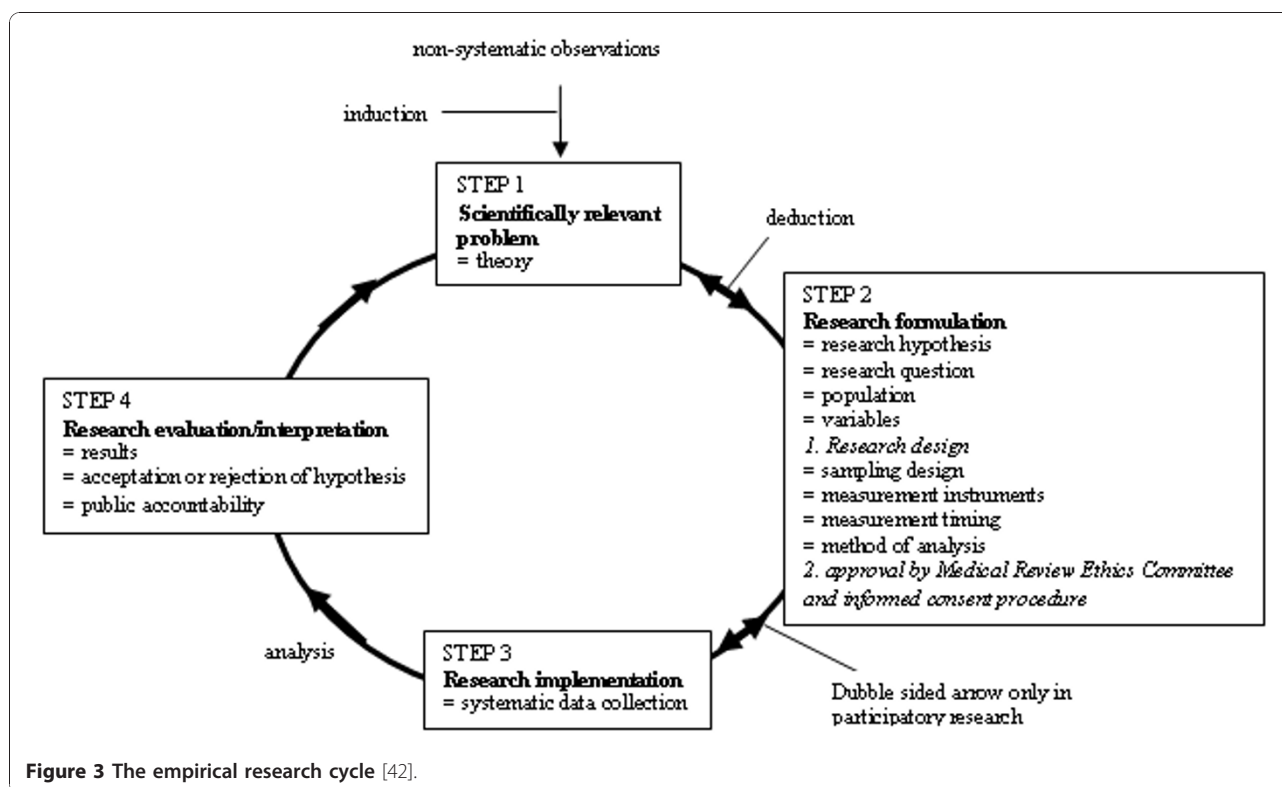 non-systematic observations
induction
STEP 1
Scientifically relevant
problem
= theory
deduction
STEP 2
Research formulation
= research hypothesis
= research question
= population
= variables
1. Research design
= sampling design
= measurement instruments
= measurement timing
= method of analysis
2. approval by Medical Review Ethics Committee
and informed consent procedure
Dubble sided arrow only in
participatory research
STEP 3
Research implementation
= systematic data collection
analysis
STEP 4
Research evaluation/interpretation
= results
= acceptation or rejection of hypothesis
= public accountability
Figure 3 The empirical research cycle [42].